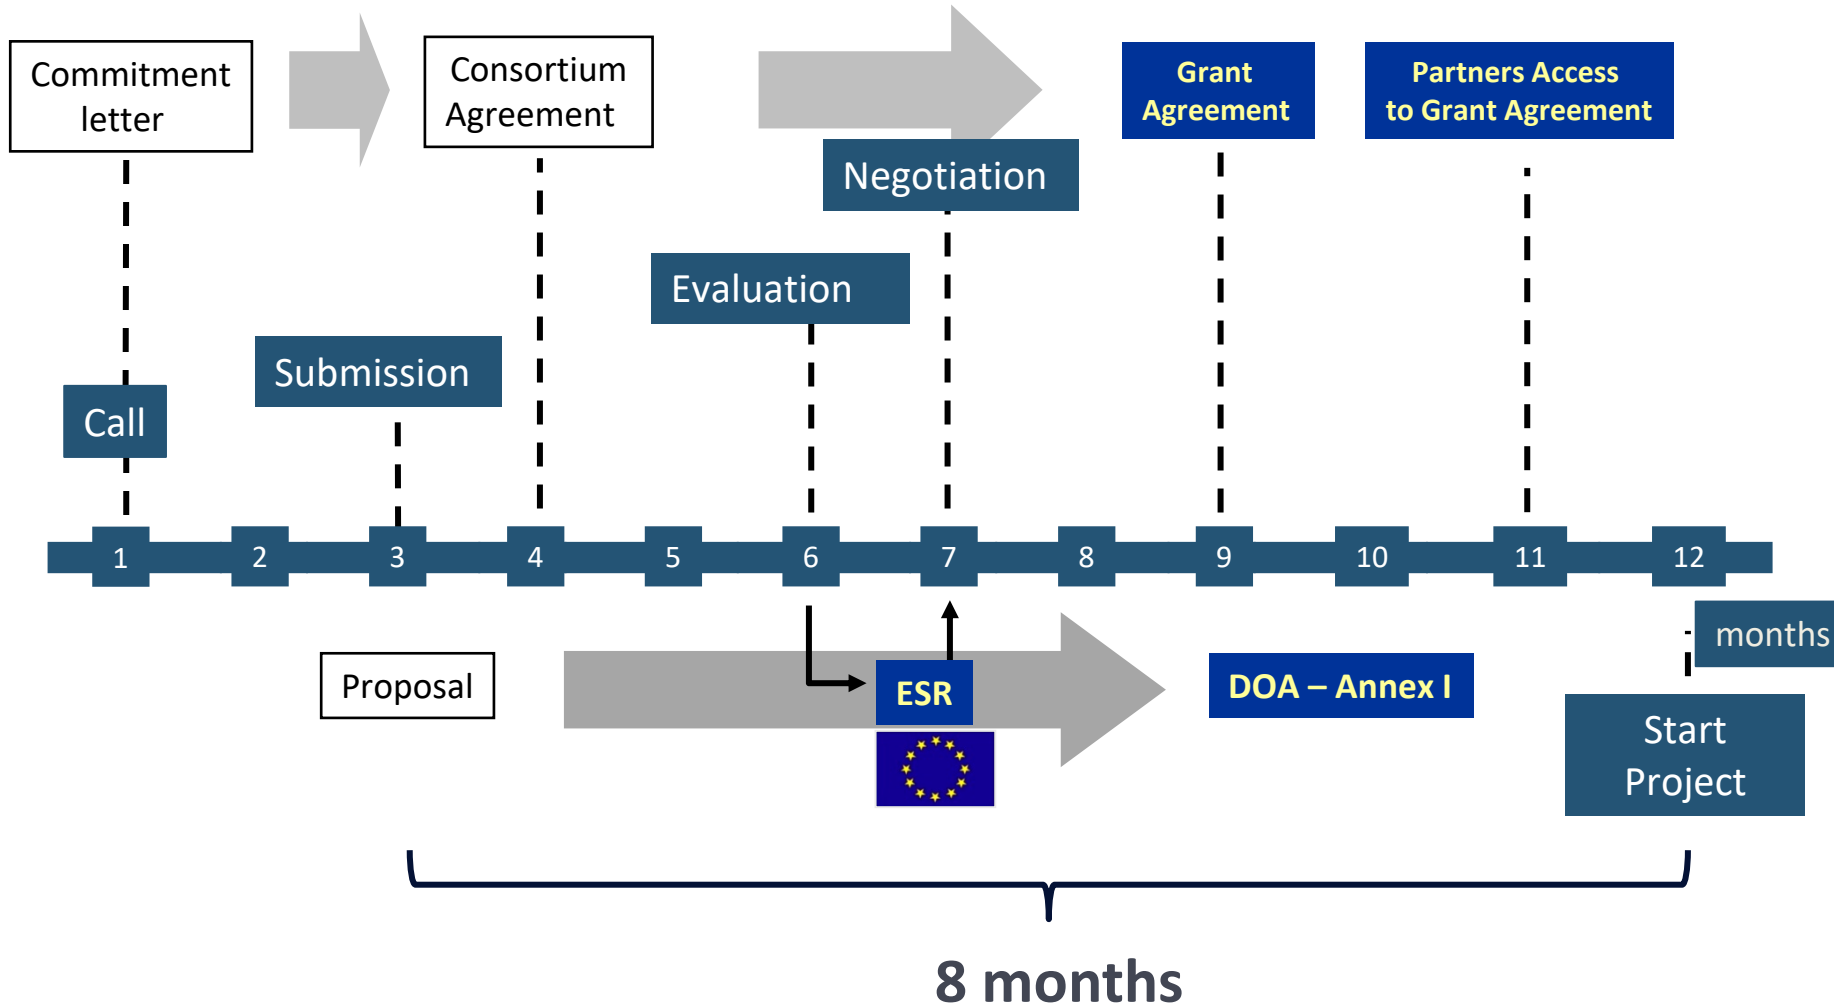 Commitment
letter
Consortium
Agreement
Grant
Agreement
Partners Access
to Grant Agreement
Negotiation
Evaluation
Submission
Call
1 2 3 4 5 6 7 8 9 10 11 12
months
Proposal
ESR
DOA – Annex I
Start
Project
8 months